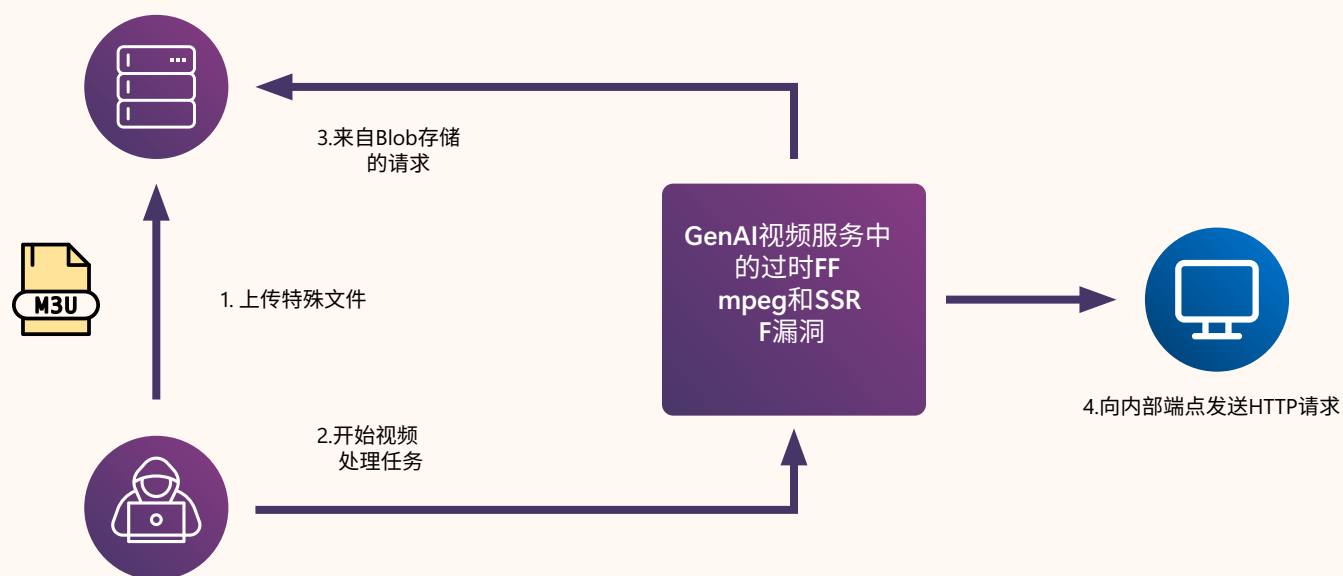 3.来自Blob存储
的请求
GenAI视频服务中
的过时FF
mpeg和SSR
F漏洞
M3U
1. 上传特殊文件
4.向内部端点发送HTTP请求
2.开始视频
处理任务